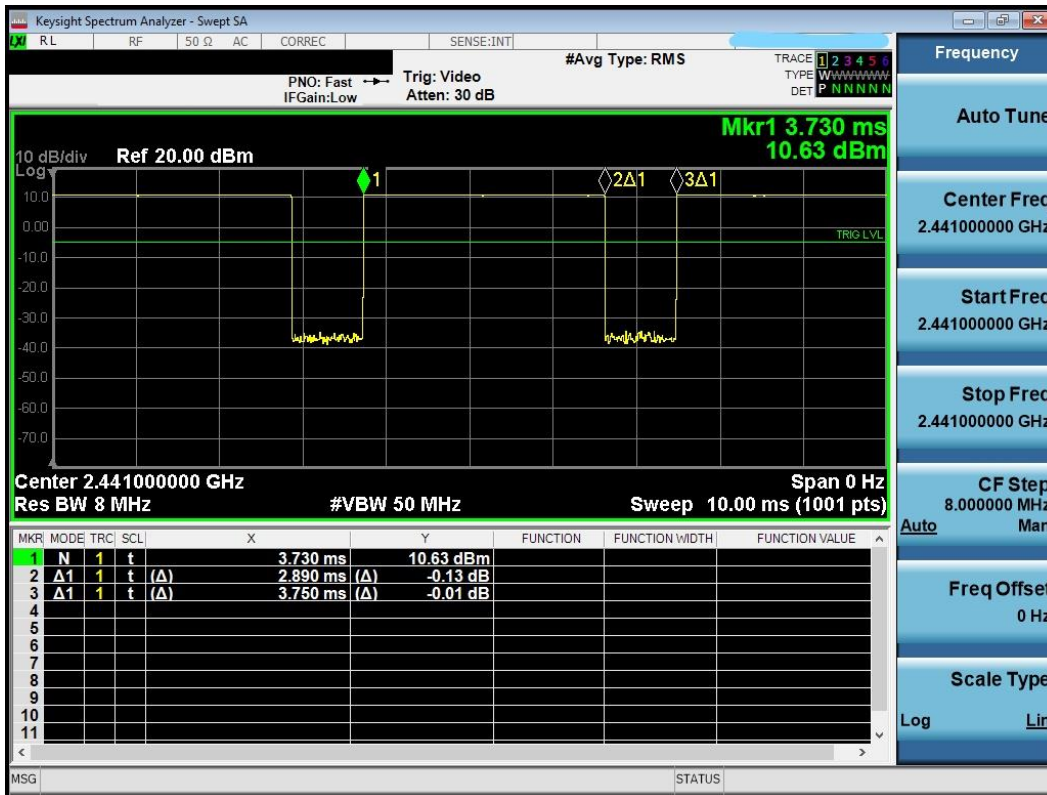 Keysight Spectrum Analyzer - Swept SA
LXI RL RF 50 Ω AC CORREC SENSE:INT
#Avg Type: RMS
TRACE 1 2 3 4 5 6
TYPE WWWWWWW
DET P N N N N N
PNO: Fast
IFGain:Low
Trig: Video
Atten: 30 dB
Mkr1 3.730 ms
10.63 dBm
10 dB/div Ref 20.00 dBm
Log
1 2Δ1 3Δ1
10.0
0.00
TRIG LVL
-10.0
-20.0
-30.0
-40.0
-50.0
-60.0
-70.0
Center 2.441000000 GHz Span 0 Hz
Res BW 8 MHz #VBW 50 MHz Sweep 10.00 ms (1001 pts)
MKR MODE TRC SCL X Y FUNCTION FUNCTION WIDTH FUNCTION VALUE
1 N 1 t 3.730 ms 10.63 dBm
2 Δ1 1 t (Δ) 2.890 ms (Δ) -0.13 dB
3 Δ1 1 t (Δ) 3.750 ms (Δ) -0.01 dB
4
5
6
7
8
9
10
11
MSG STATUS
Frequency
Auto Tune
Center Freq
2.441000000 GHz
Start Freq
2.441000000 GHz
Stop Freq
2.441000000 GHz
CF Step
8.000000 MHz
Auto Man
Freq Offset
0 Hz
Scale Type
Log Lin